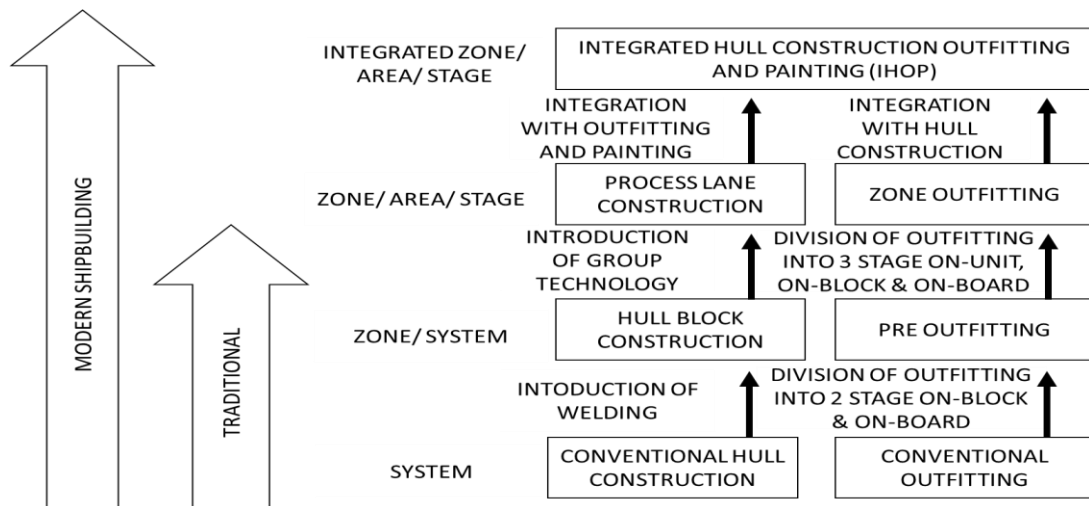 INTEGRATED ZONE/
AREA/ STAGE
INTEGRATED HULL CONSTRUCTION OUTFITTING
AND PAINTING (IHOP)
INTEGRATION
WITH OUTFITTING
AND PAINTING
INTEGRATION
WITH HULL
CONSTRUCTION
ZONE/ AREA/ STAGE
PROCESS LANE
CONSTRUCTION
ZONE OUTFITTING
INTRODUCTION
OF GROUP
TECHNOLOGY
DIVISION OF OUTFITTING
INTO 3 STAGE ON-UNIT,
ON-BLOCK & ON-BOARD
ZONE/ SYSTEM
HULL BLOCK
CONSTRUCTION
PRE OUTFITTING
INTODUCTION OF
WELDING
DIVISION OF OUTFITTING
INTO 2 STAGE ON-BLOCK
& ON-BOARD
SYSTEM
CONVENTIONAL HULL
CONSTRUCTION
CONVENTIONAL
OUTFITTING
MODERN SHIPBUILDING
TRADITIONAL